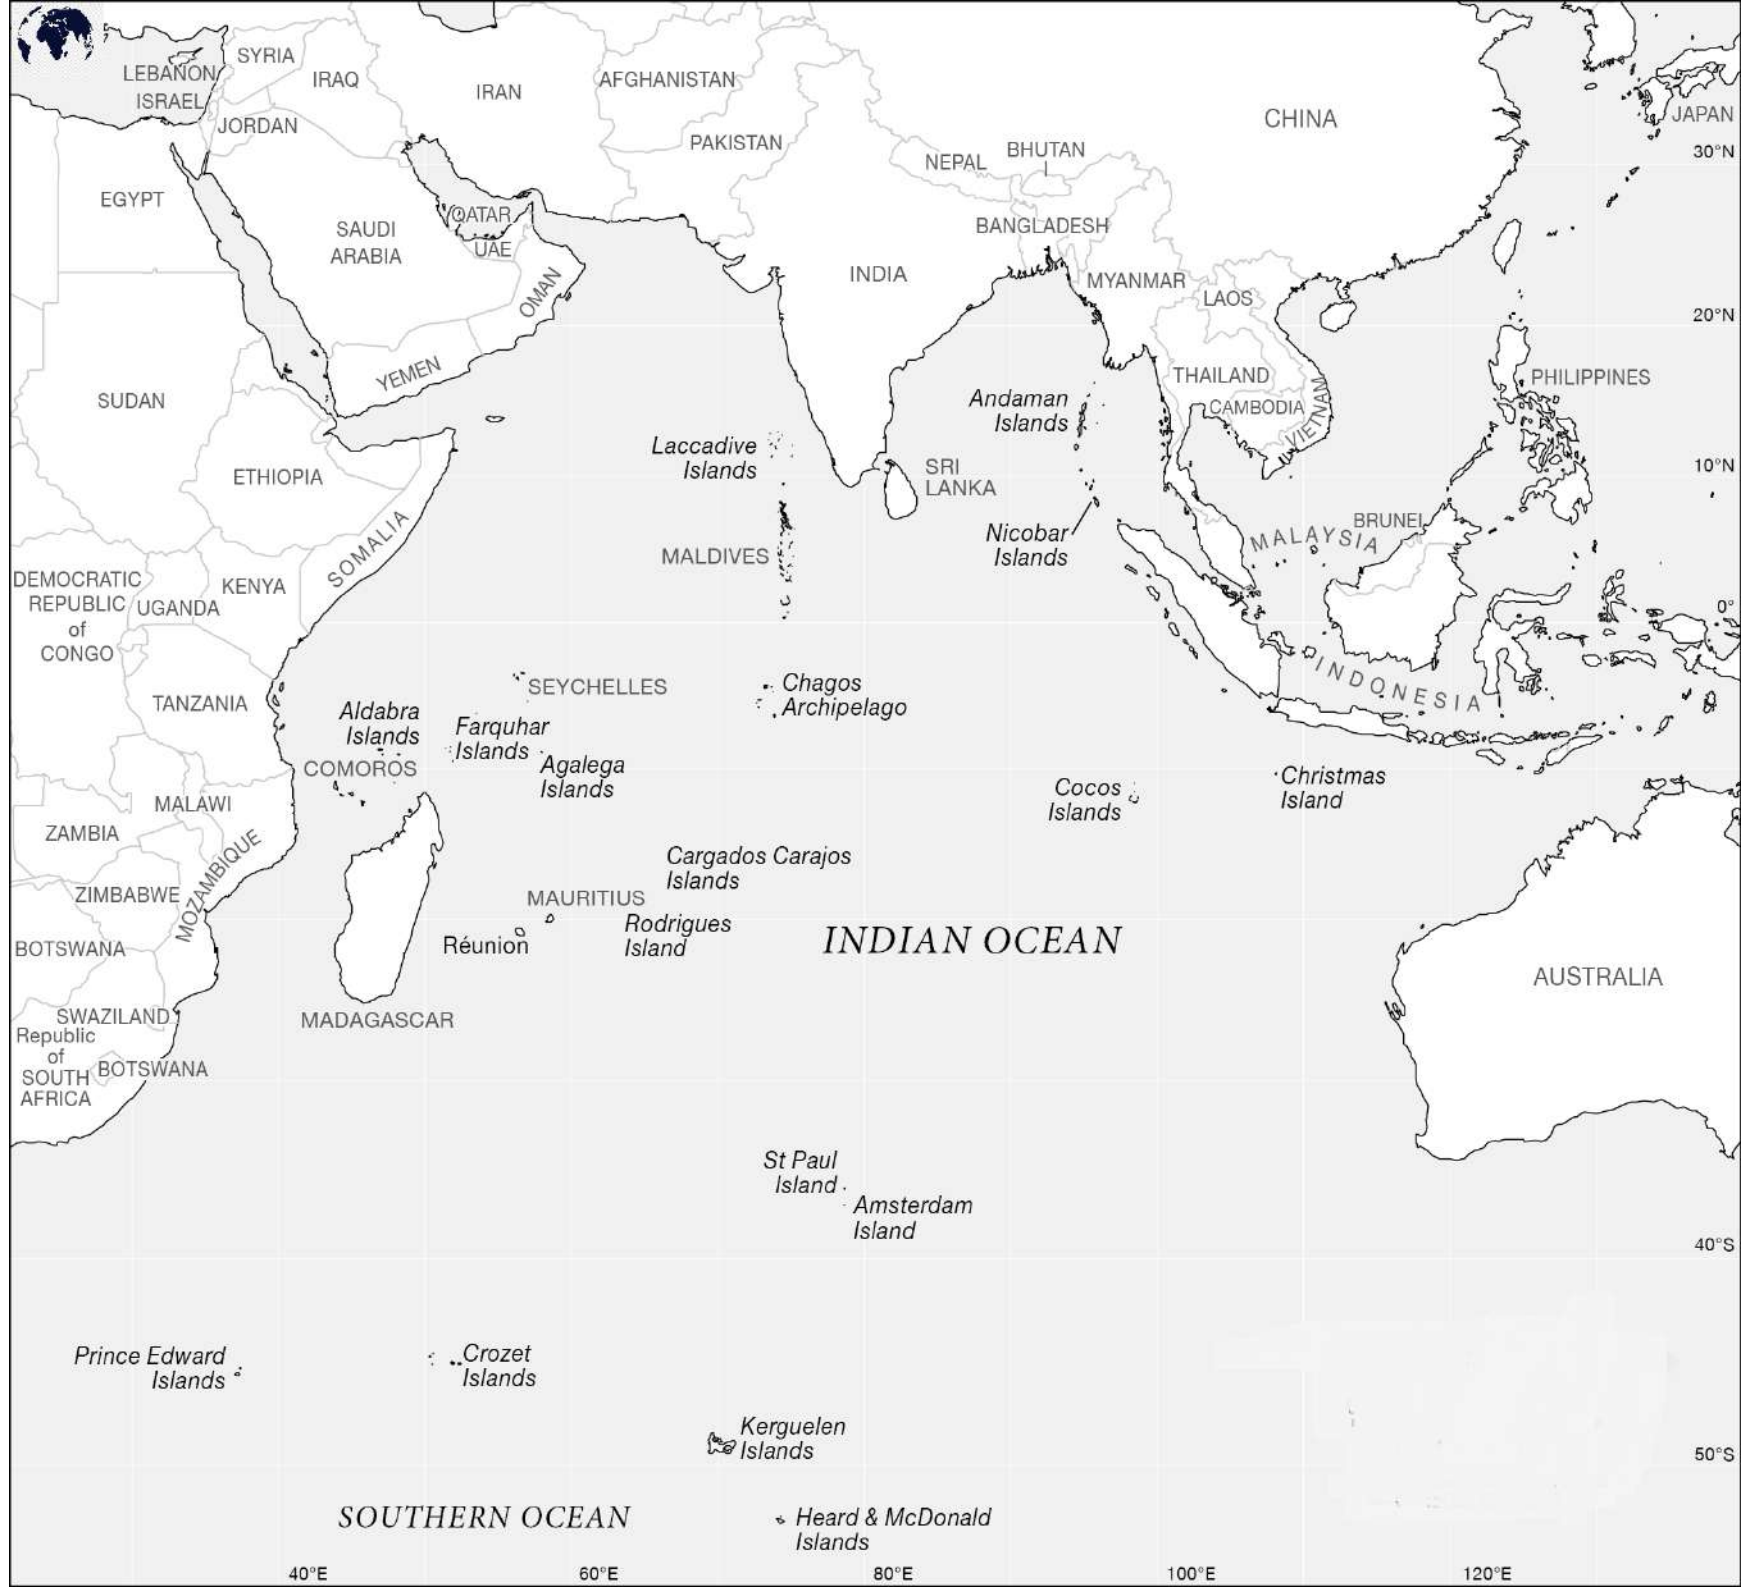 LEBANON
SYRIA
ISRAEL
IRAQ
JORDAN
IRAN
AFGHANISTAN
PAKISTAN
CHINA
JAPAN
30°N
NEPAL
BHUTAN
EGYPT
SAUDI
ARABIA
QATAR
UAE
OMAN
BANGLADESH
INDIA
MYANMAR
LAOS
20°N
YEMEN
SUDAN
THAILAND
CAMBODIA
VIETNAM
PHILIPPINES
Andaman
Islands
Laccadive
Islands
SRI
LANKA
10°N
ETHIOPIA
SOMALIA
Nicobar
Islands
MALDIVES
BRUNEI
MALAYSIA
DEMOCRATIC
REPUBLIC
of
CONGO
UGANDA
KENYA
0°
TANZANIA
SEYCHELLES
Chagos
Archipelago
INDONESIA
Aldabra
Islands
Farquhar
Islands
COMOROS
Agalega
Islands
Cocos
Islands
Christmas
Island
MALAWI
ZAMBIA
MOZAMBIQUE
ZIMBABWE
Cargados Carajos
Islands
MAURITIUS
Rodrigues
Island
Réunion
INDIAN OCEAN
BOTSWANA
AUSTRALIA
SWAZILAND
MADAGASCAR
Republic
of
SOUTH
AFRICA
BOTSWANA
St Paul
Island
Amsterdam
Island
40°S
Prince Edward
Islands
Crozet
Islands
Kerguelen
Islands
50°S
SOUTHERN OCEAN
Heard & McDonald
Islands
40°E
60°E
80°E
100°E
120°E